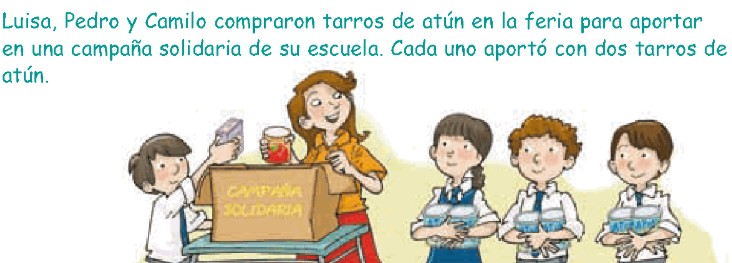 Luisa, Pedro y Camilo compraron tarros de atún en la feria para aportar
en una campaña solidaria de su escuela. Cada uno aportó con dos tarros de
atún.
CAMPAÑA
SOLIDARIA